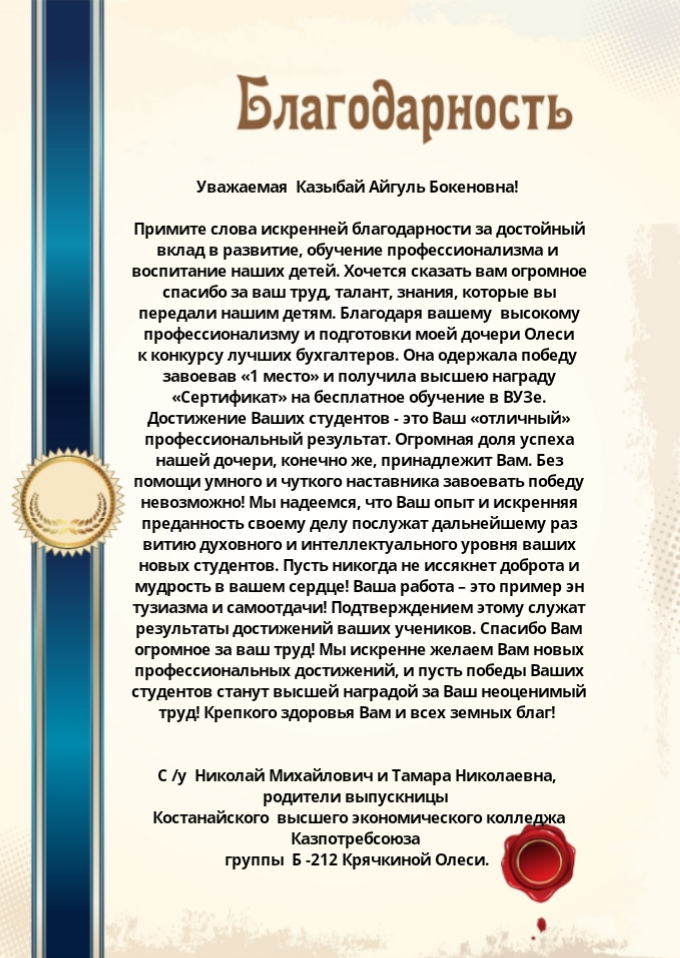 Благодарность
Уважаемая Казыбай Айгуль Бокеновна!
Примите слова искренней благодарности за достойный
вклад в развитие, обучение профессионализма и
воспитание наших детей. Хочется сказать вам огромное
спасибо за ваш труд, талант, знания, которые вы
передали нашим детям. Благодаря вашему высокому
профессионализму и подготовки моей дочери Олеси
к конкурсу лучших бухгалтеров. Она одержала победу
завоевав «1 место» и получила высшею награду
«Сертификат» на бесплатное обучение в ВУЗе.
Достижение Ваших студентов - это Ваш «отличный»
профессиональный результат. Огромная доля успеха
нашей дочери, конечно же, принадлежит Вам. Без
помощи умного и чуткого наставника завоевать победу
невозможно! Мы надеемся, что Ваш опыт и искренняя
преданность своему делу послужат дальнейшему раз
витию духовного и интеллектуального уровня ваших
новых студентов. Пусть никогда не иссякнет доброта и
мудрость в вашем сердце! Ваша работа – это пример эн
тузиазма и самоотдачи! Подтверждением этому служат
результаты достижений ваших учеников. Спасибо Вам
огромное за ваш труд! Мы искренне желаем Вам новых
профессиональных достижений, и пусть победы Ваших
студентов станут высшей наградой за Ваш неоценимый
труд! Крепкого здоровья Вам и всех земных благ!
С /у Николай Михайлович и Тамара Николаевна,
родители выпускницы
Костанайского высшего экономического колледжа
Казпотребсоюза
группы Б -212 Крячкиной Олеси.